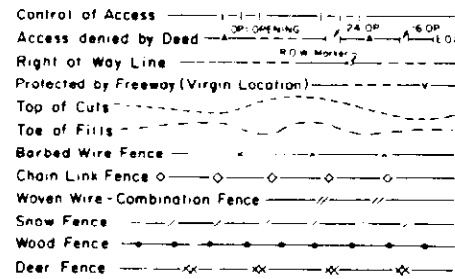 Control of Access
Access denied by Deed OP: OPENING 24 OP 6 OP
Right of Way Line R.O.W Marker
Protected by Freeway (Virgin Location)
Top of Cuts
Toe of Fills
Barbed Wire Fence
Chain Link Fence
Woven Wire - Combination Fence
Snow Fence
Wood Fence
Deer Fence